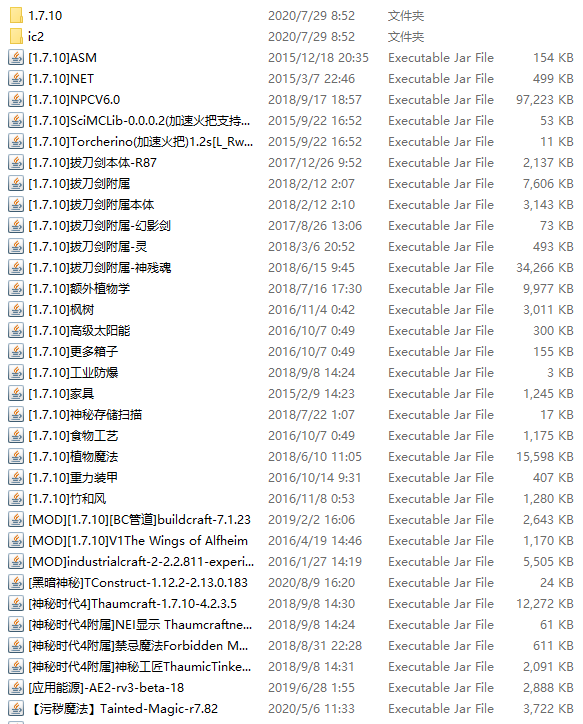 1.7.10 2020/7/29 8:52 文件夹
ic2 2020/7/29 8:52 文件夹
[1.7.10]ASM 2015/12/18 20:35 Executable Jar File 154 KB
[1.7.10]NET 2015/3/7 22:46 Executable Jar File 499 KB
[1.7.10]NPCV6.0 2018/9/17 18:57 Executable Jar File 97,223 KB
[1.7.10]SciMCLib-0.0.0.2(加速火把支持... 2015/9/22 16:52 Executable Jar File 53 KB
[1.7.10]Torcherino(加速火把)1.2s[L_Rw... 2015/9/22 16:52 Executable Jar File 11 KB
[1.7.10]拔刀剑本体-R87 2017/12/26 9:52 Executable Jar File 2,137 KB
[1.7.10]拔刀剑附属 2018/2/12 2:07 Executable Jar File 7,606 KB
[1.7.10]拔刀剑附属本体 2018/2/12 2:10 Executable Jar File 3,143 KB
[1.7.10]拔刀剑附属-幻影剑 2017/8/26 13:06 Executable Jar File 73 KB
[1.7.10]拔刀剑附属-灵 2018/3/6 20:52 Executable Jar File 493 KB
[1.7.10]拔刀剑附属-神残魂 2018/6/15 9:45 Executable Jar File 34,266 KB
[1.7.10]额外植物学 2018/7/16 17:30 Executable Jar File 9,977 KB
[1.7.10]枫树 2016/11/4 0:42 Executable Jar File 3,011 KB
[1.7.10]高级太阳能 2016/10/7 0:49 Executable Jar File 300 KB
[1.7.10]更多箱子 2016/10/7 0:49 Executable Jar File 155 KB
[1.7.10]工业防爆 2018/9/8 14:24 Executable Jar File 3 KB
[1.7.10]家具 2015/2/9 14:23 Executable Jar File 1,245 KB
[1.7.10]神秘存储扫描 2018/7/22 1:07 Executable Jar File 17 KB
[1.7.10]食物工艺 2016/10/7 0:49 Executable Jar File 1,175 KB
[1.7.10]植物魔法 2018/6/10 11:05 Executable Jar File 15,598 KB
[1.7.10]重力装甲 2016/10/14 9:31 Executable Jar File 407 KB
[1.7.10]竹和风 2016/11/8 0:53 Executable Jar File 1,280 KB
[MOD][1.7.10][BC管道]buildcraft-7.1.23 2019/2/2 16:06 Executable Jar File 2,643 KB
[MOD][1.7.10]V1The Wings of Alfheim 2016/4/19 14:46 Executable Jar File 1,170 KB
[MOD]industrialcraft-2-2.2.811-experi... 2016/1/27 14:19 Executable Jar File 5,505 KB
[黑暗神秘]TConstruct-1.12.2-2.13.0.183 2020/8/9 16:20 Executable Jar File 24 KB
[神秘时代4]Thaumcraft-1.7.10-4.2.3.5 2018/9/8 14:30 Executable Jar File 12,272 KB
[神秘时代4附属]NEI显示 Thaumcraftne... 2018/9/8 14:24 Executable Jar File 61 KB
[神秘时代4附属]禁忌魔法Forbidden M... 2018/8/31 22:28 Executable Jar File 611 KB
[神秘时代4附属]神秘工匠ThaumicTinke... 2018/9/8 14:31 Executable Jar File 2,091 KB
[应用能源]-AE2-rv3-beta-18 2019/6/28 1:55 Executable Jar File 2,888 KB
【污秽魔法】Tainted-Magic-r7.82 2020/5/6 11:33 Executable Jar File 3,722 KB